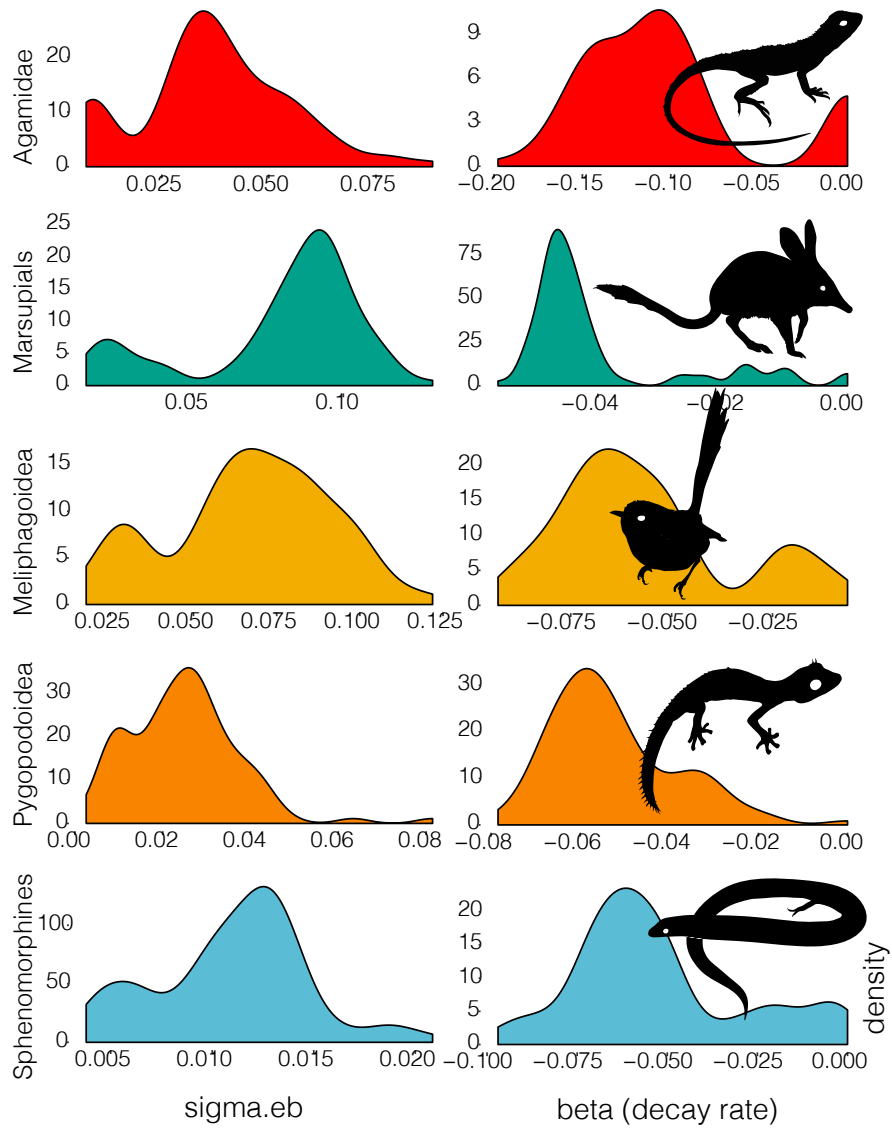 Agamidae
20
10
0
0.025 0.050 0.075
9
6
3
0
−0.20 −0.15 −0.10 −0.05 0.00
Marsupials
25
20
15
10
5
0
0.05 0.10
75
50
25
0
−0.04 −0.02 0.00
Meliphagoidea
15
10
5
0
0.025 0.050 0.075 0.100 0.125
20
15
10
5
0
−0.075 −0.050 −0.025
Pygopodoidea
30
20
10
0
0.00 0.02 0.04 0.06 0.08
30
20
10
0
−0.08 −0.06 −0.04 −0.02 0.00
Sphenomorphines
100
50
0
0.005 0.010 0.015 0.020
20
15
10
5
0
−0.100 −0.075 −0.050 −0.025 0.000
density
sigma.eb
beta (decay rate)